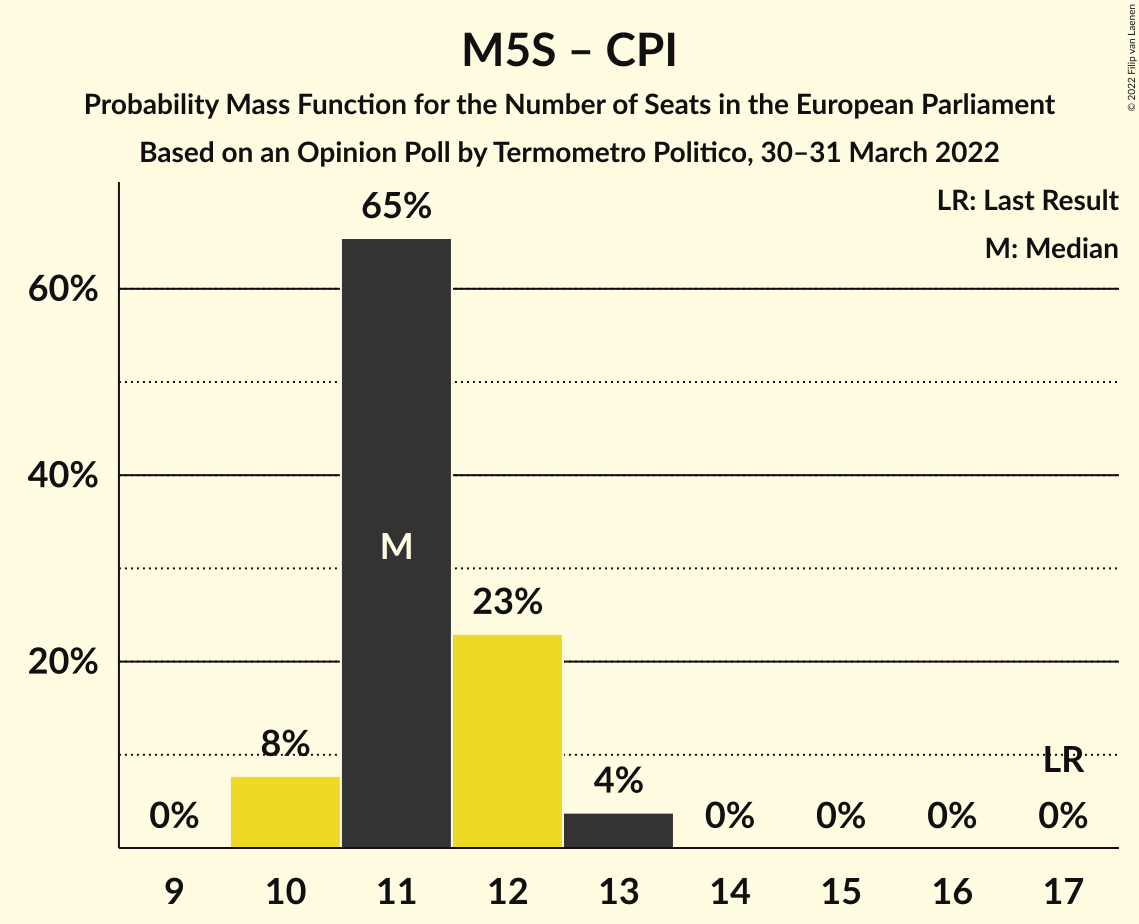 M5S – CPI
Probability Mass Function for the Number of Seats in the European Parliament
Based on an Opinion Poll by Termometro Politico, 30–31 March 2022
© 2022 Filip van Laenen
LR: Last Result
M: Median
65%
60%
M
40%
23%
20%
8%
4%
LR
0%
0%
0%
0%
0%
9 10 11 12 13 14 15 16 17